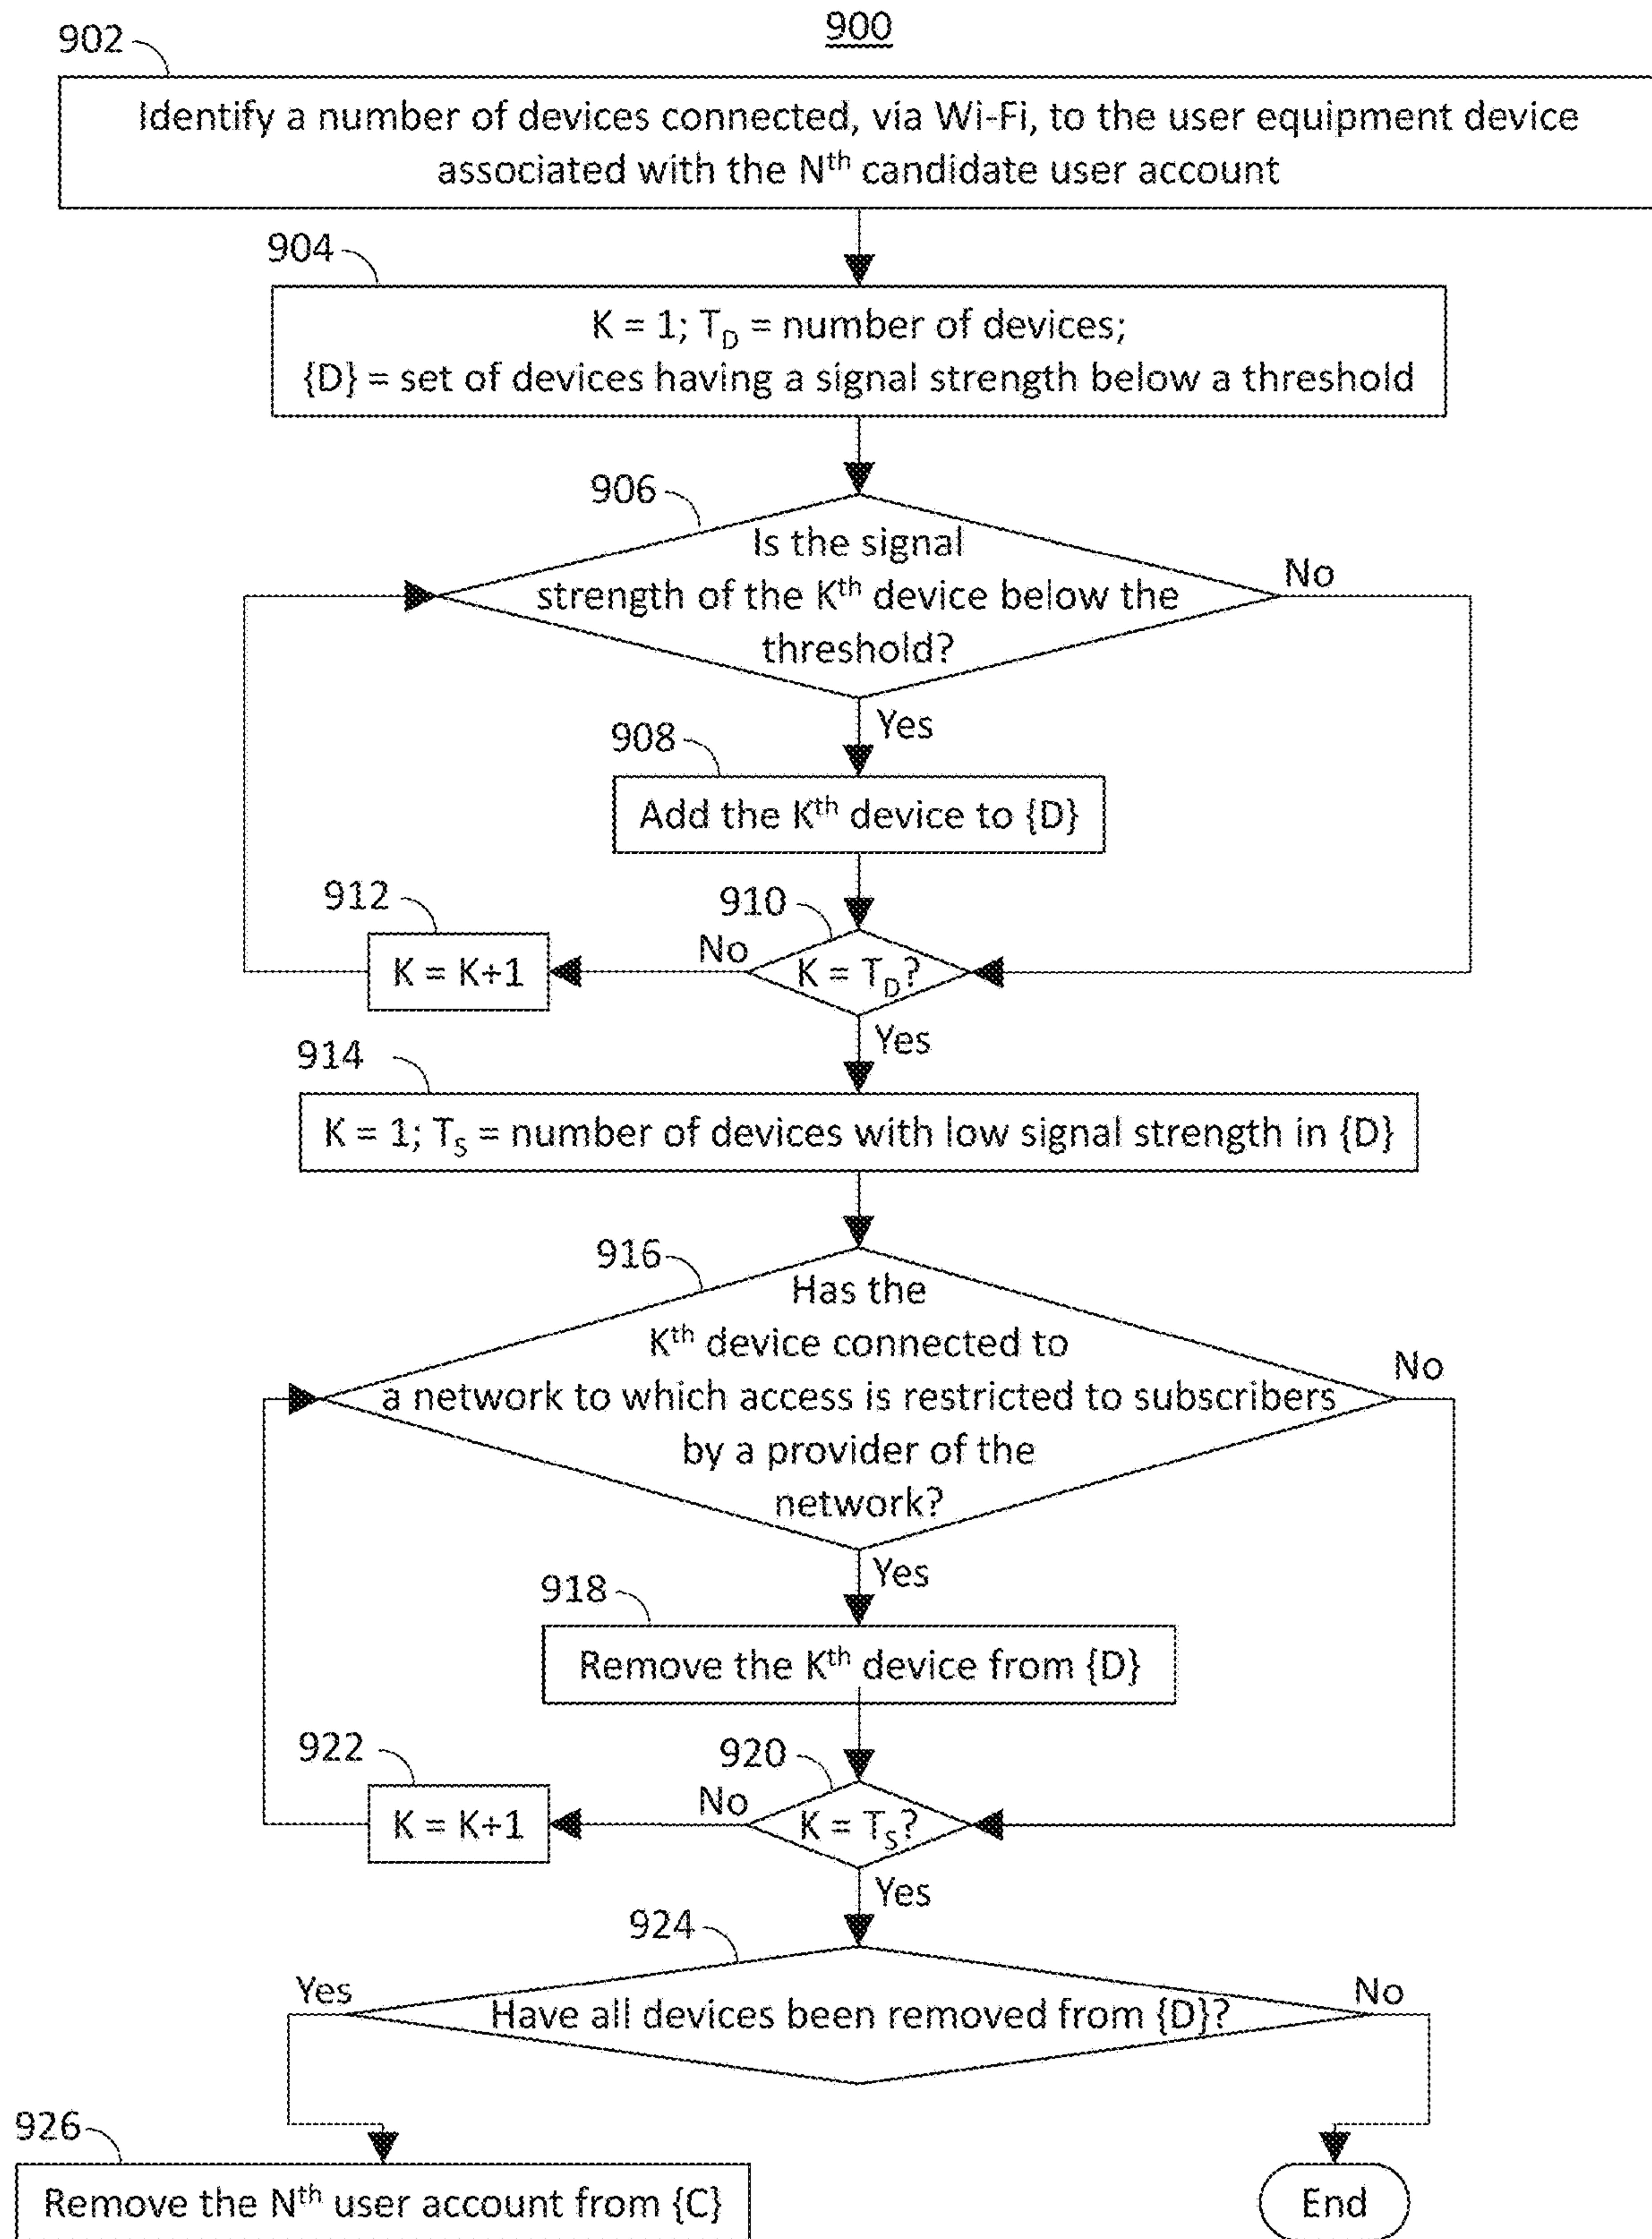 900
902
Identify a number of devices connected, via Wi-Fi, to the user equipment device
associated with the Nth candidate user account
904
K = 1; TD = number of devices;
{D} = set of devices having a signal strength below a threshold
906
Is the signal
strength of the Kth device below the
threshold?
No
Yes
908
Add the Kth device to {D}
912
910
No
K = K+1
K = TD?
Yes
914
K = 1; TS = number of devices with low signal strength in {D}
916
Has the
Kth device connected to
a network to which access is restricted to subscribers
by a provider of the
network?
No
Yes
918
Remove the Kth device from {D}
922
920
No
K = K+1
K = TS?
Yes
924
Yes
Have all devices been removed from {D}?
No
926
Remove the Nth user account from {C}
End